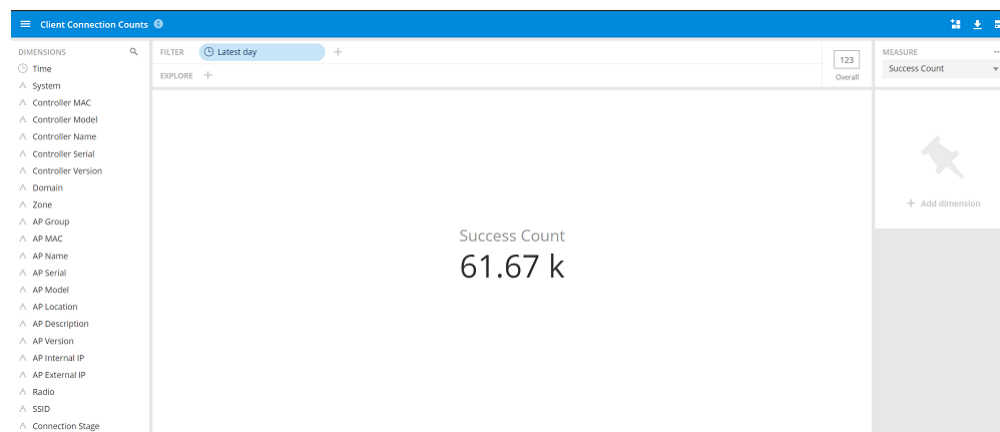 Client Connection Counts
DIMENSIONS
Time
System
Controller MAC
Controller Model
Controller Name
Controller Serial
Controller Version
Domain
Zone
AP Group
AP MAC
AP Name
AP Serial
AP Model
AP Location
AP Description
AP Version
AP Internal IP
AP External IP
Radio
SSID
Connection Stage
FILTER Latest day +
EXPLORE +
123
Overall
MEASURE
Success Count
+ Add dimension
Success Count
61.67 k